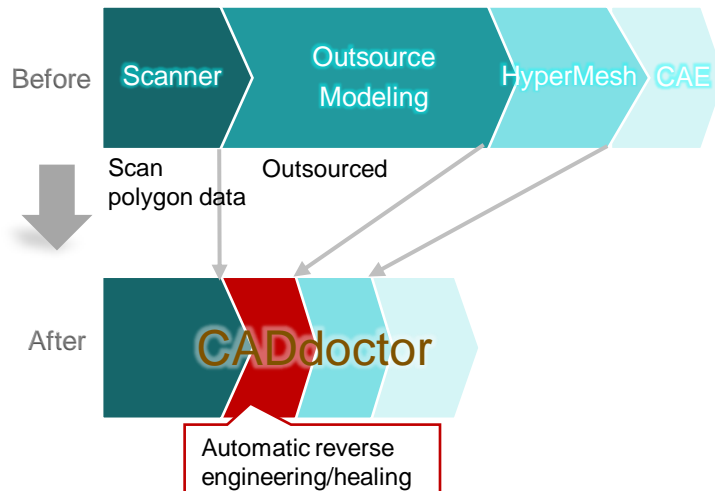 Before
Scanner
Outsource
Modeling
HyperMesh
CAE
Scan
polygon data
Outsourced
After
CADdoctor
Automatic reverse
engineering/healing